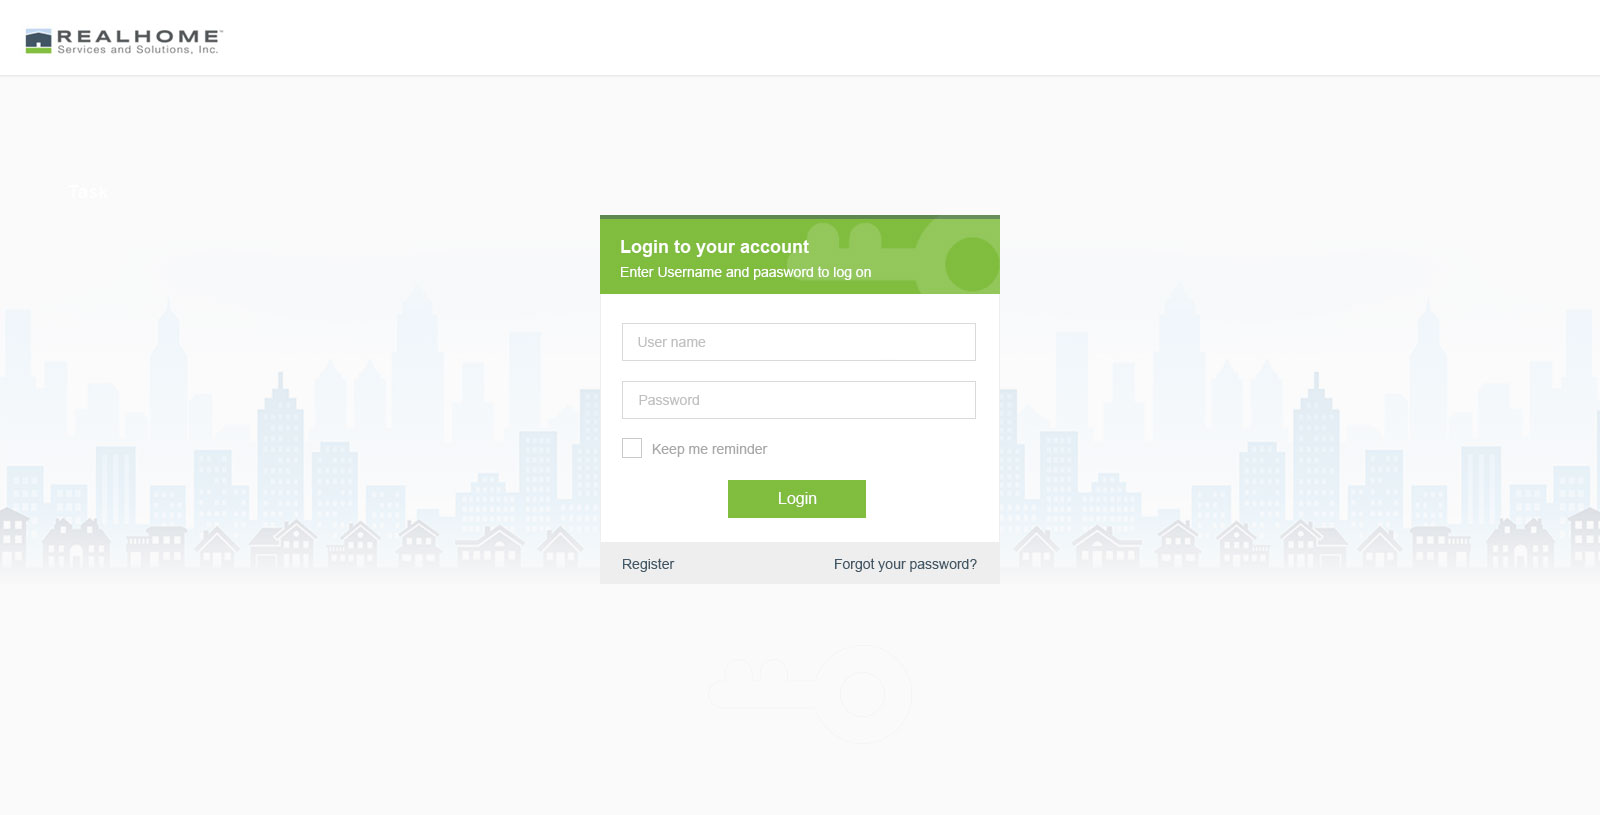 REALHOME™
Services and Solutions, Inc.
Task
Login to your account
Enter Username and paasword to log on
User name
Password
Keep me reminder
Login
Register
Forgot your password?